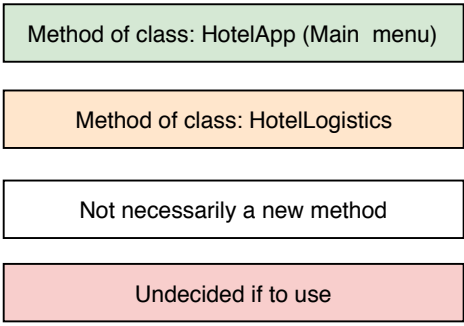 Method of class: HotelApp (Main menu)
Method of class: HotelLogistics
Not necessarily a new method
Undecided if to use